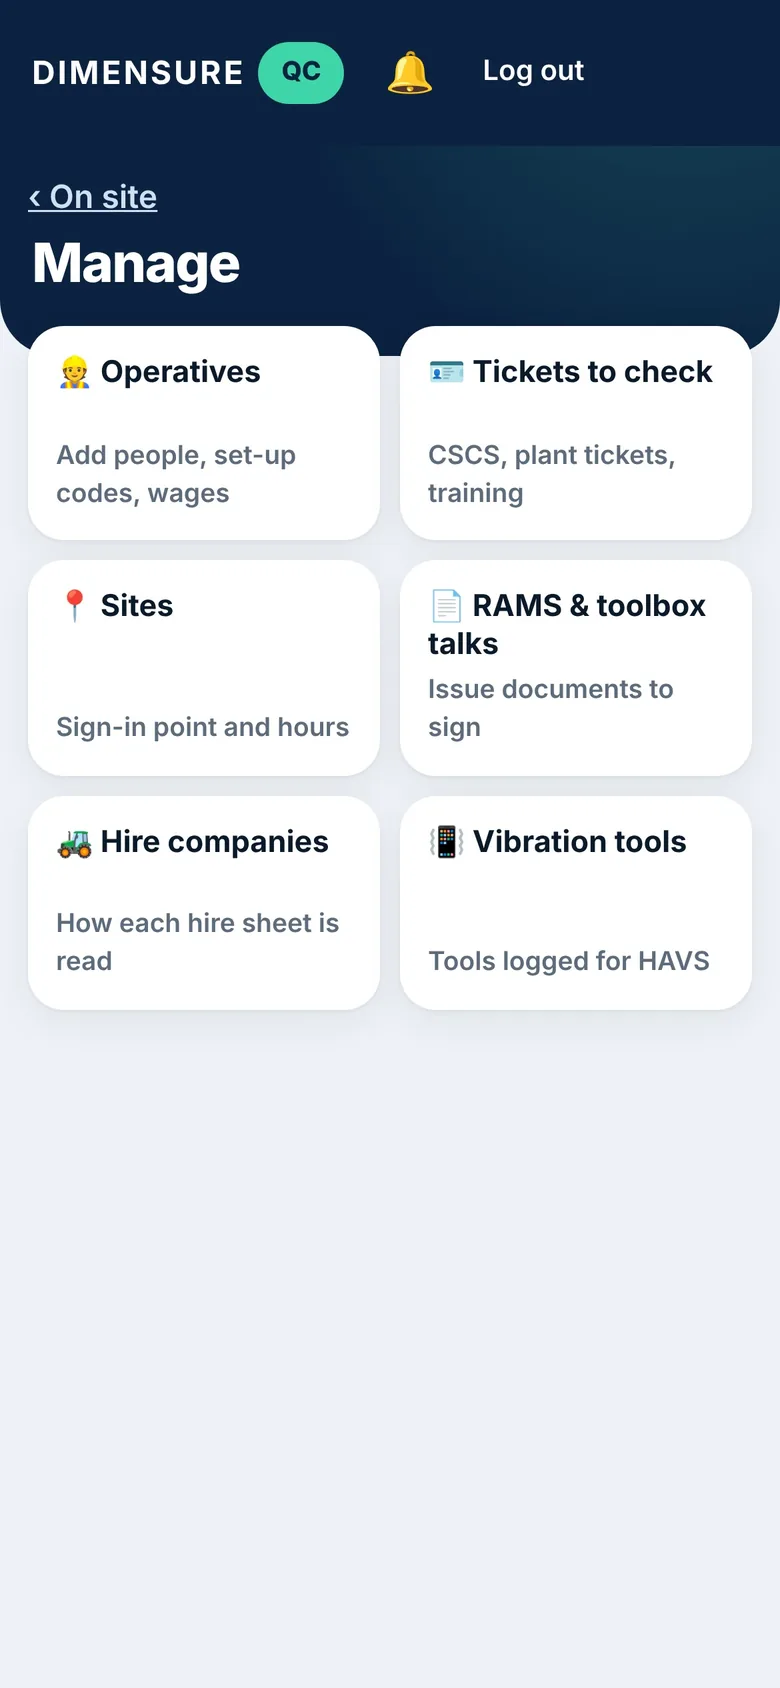 DIMENSURE QC 🔔 Log out
‹ On site
Manage
👷 Operatives
Add people, set-up
codes, wages
🪪 Tickets to check
CSCS, plant tickets,
training
📍 Sites
Sign-in point and hours
📄 RAMS & toolbox
talks
Issue documents to
sign
🚜 Hire companies
How each hire sheet is
read
📳 Vibration tools
Tools logged for HAVS